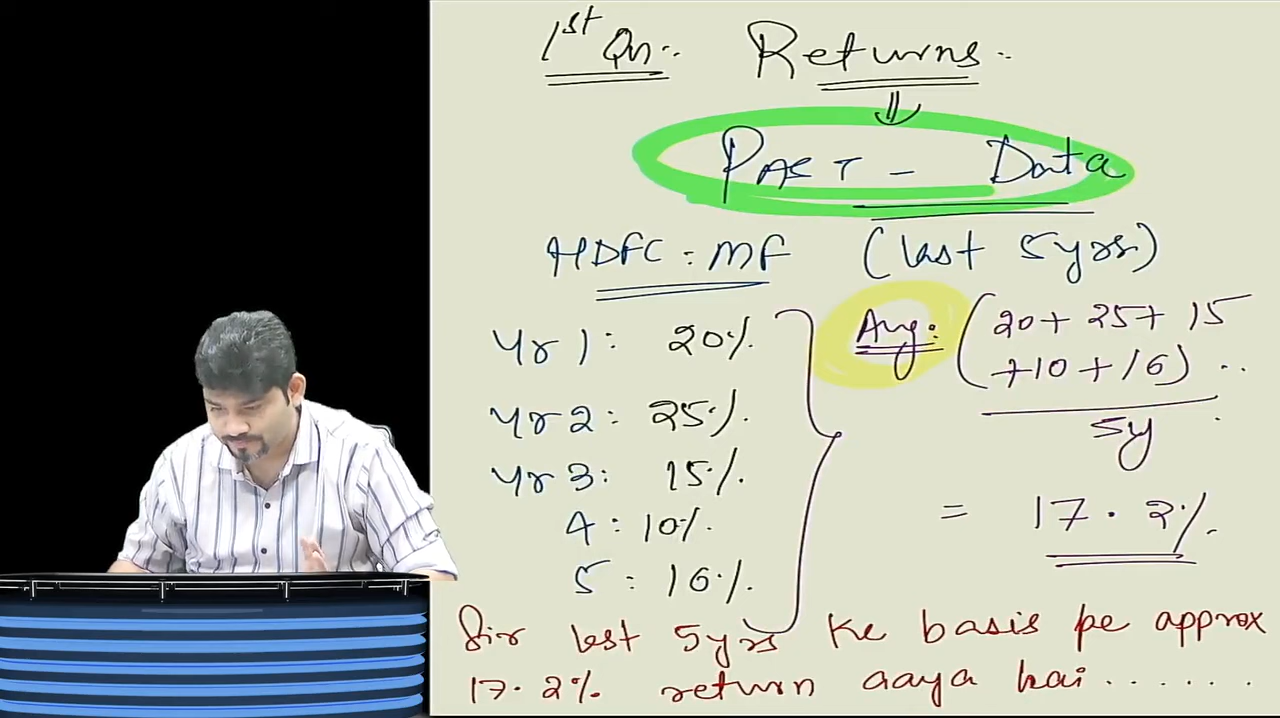 1st Qn:. Returns..
⇓
PAST - Data
HDFC : MF (last 5yrs)
Yr 1 : 20%.
Yr 2 : 25%.
Yr 3 : 15%.
4 : 10%.
5 : 16%.
Avg: (20 + 25 + 15
+10 + 16) ..
5y
= 17.2%.
Sir last 5yrs Ke basis pe approx
17.2% return aaya hai ......